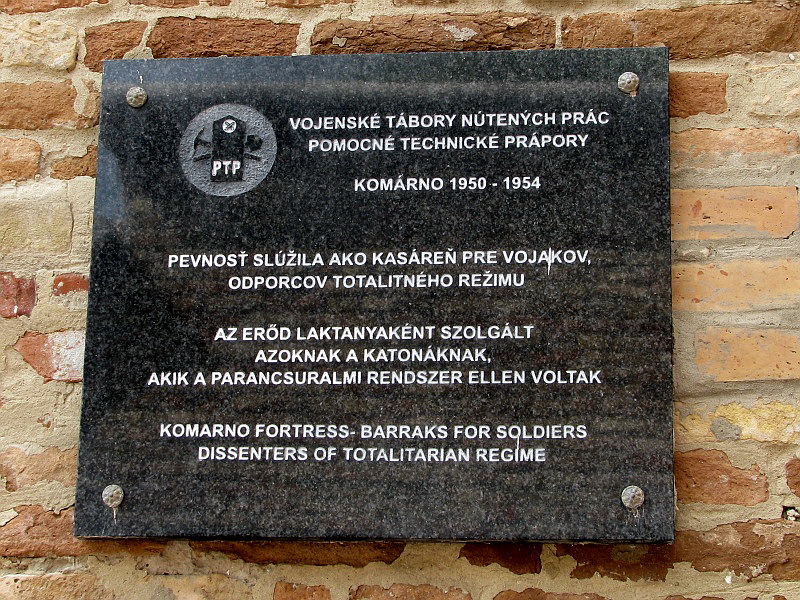 PTP
VOJENSKÉ TÁBORY NÚTENÝCH PRÁC
POMOCNÉ TECHNICKÉ PRÁPORY
KOMÁRNO 1950 - 1954
PEVNOSŤ SLÚŽILA AKO KASÁREŇ PRE VOJAKOV,
ODPORCOV TOTALITNÉHO REŽIMU
AZ ERŐD LAKTANYAKÉNT SZOLGÁLT
AZOKNAK A KATONÁKNAK,
AKIK A PARANCSURALMI RENDSZER ELLEN VOLTAK
KOMARNO FORTRESS- BARRAKS FOR SOLDIERS
DISSENTERS OF TOTALITARIAN REGIME